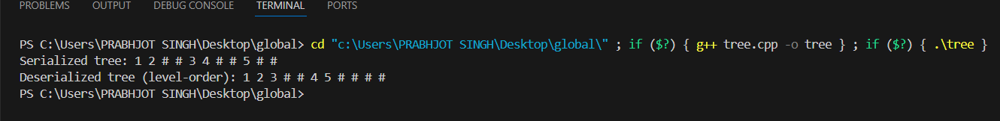 PROBLEMS OUTPUT DEBUG CONSOLE TERMINAL PORTS
PS C:\Users\PRABHJOT SINGH\Desktop\global> cd "c:\Users\PRABHJOT SINGH\Desktop\global\" ; if ($?) { g++ tree.cpp -o tree } ; if ($?) { .\tree }
Serialized tree: 1 2 # # 3 4 # # 5 # #
Deserialized tree (level-order): 1 2 3 # # 4 5 # # # #
PS C:\Users\PRABHJOT SINGH\Desktop\global>